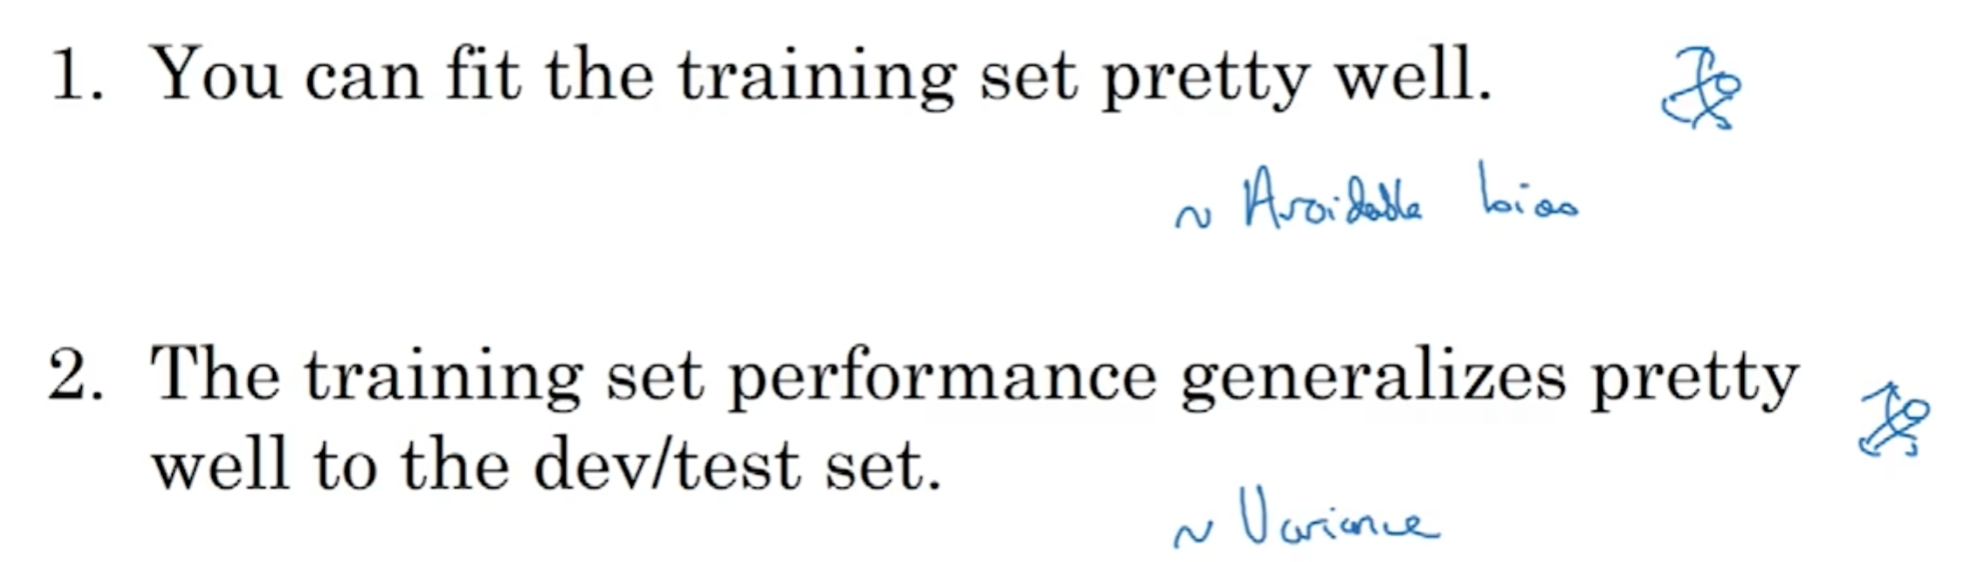 1. You can fit the training set pretty well.
~ Avoidable bias
2. The training set performance generalizes pretty
well to the dev/test set.
~ Variance